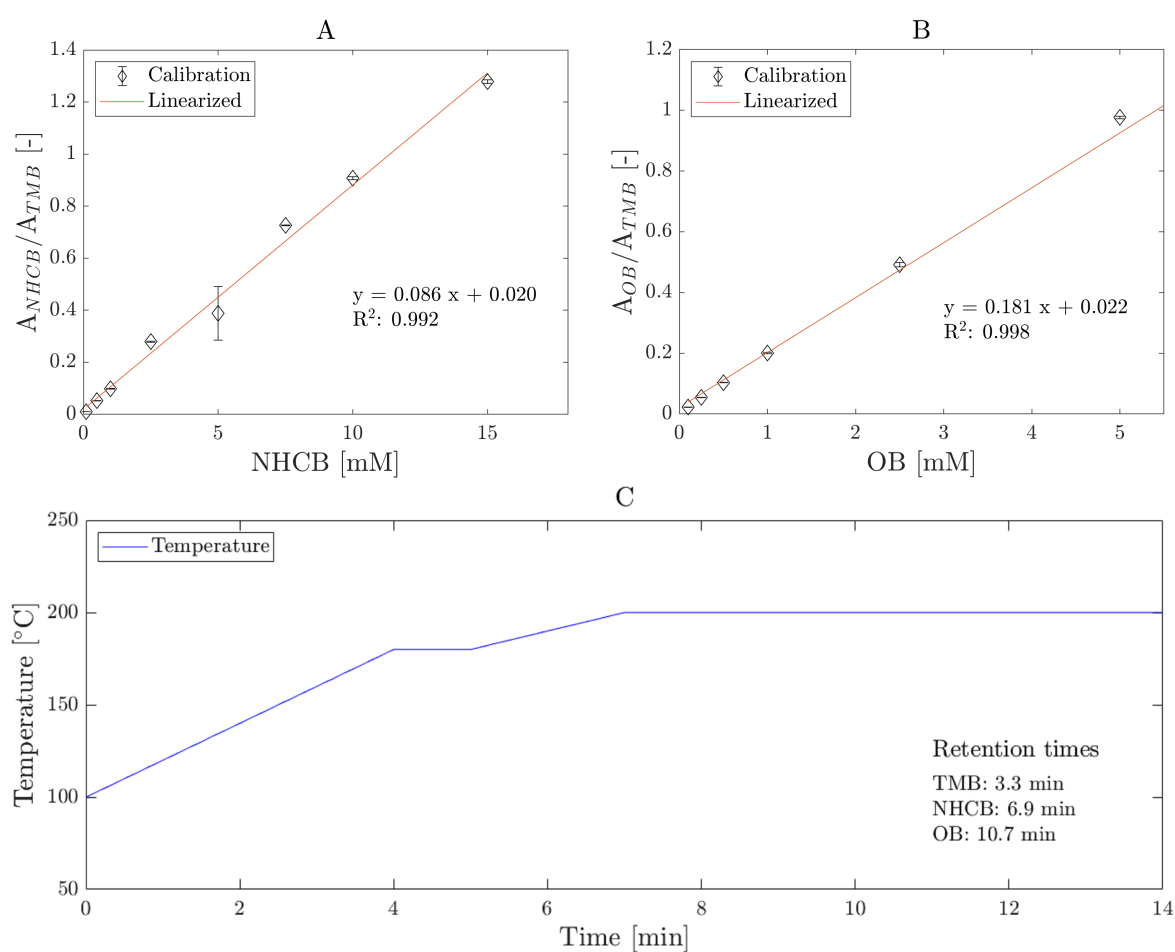 A
1.4
1.2
1
0.8
0.6
0.4
0.2
0
0
5
10
15
Calibration
Linearized
y = 0.086 x + 0.020
R²: 0.992
A_NHCB/A_TMB [-]
NHCB [mM]
B
1.2
1
0.8
0.6
0.4
0.2
0
0
1
2
3
4
5
Calibration
Linearized
y = 0.181 x + 0.022
R²: 0.998
A_OB/A_TMB [-]
OB [mM]
C
250
200
150
100
50
0
2
4
6
8
10
12
14
Temperature
Retention times
TMB: 3.3 min
NHCB: 6.9 min
OB: 10.7 min
Temperature [°C]
Time [min]